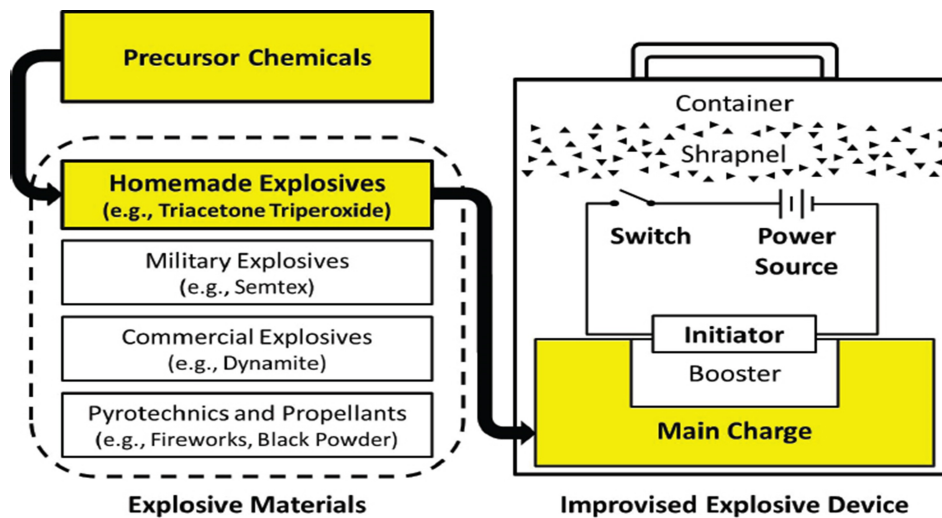 Precursor Chemicals
Homemade Explosives
(e.g., Triacetone Triperoxide)
Military Explosives
(e.g., Semtex)
Commercial Explosives
(e.g., Dynamite)
Pyrotechnics and Propellants
(e.g., Fireworks, Black Powder)
Explosive Materials
Container
Shrapnel
Switch
Power
Source
Initiator
Booster
Main Charge
Improvised Explosive Device